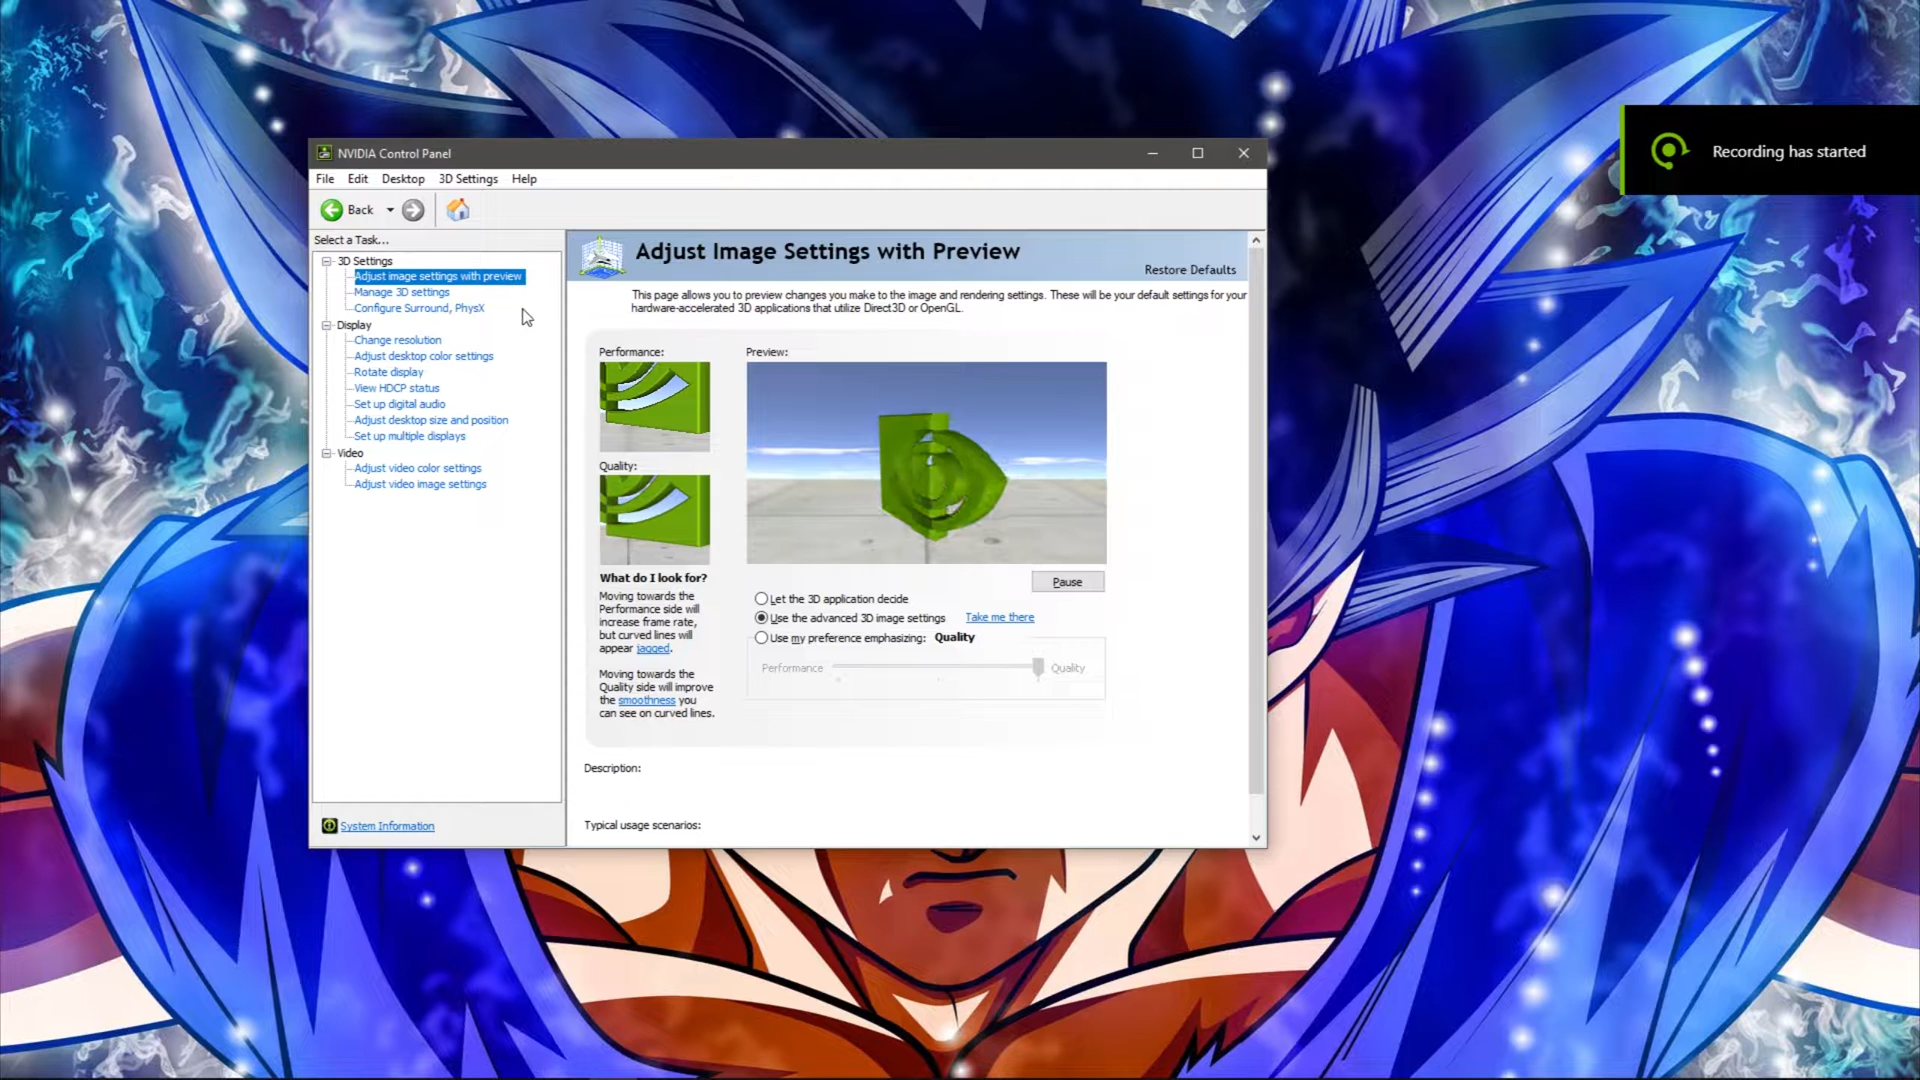 NVIDIA Control Panel
Recording has started
File Edit Desktop 3D Settings Help
Back
Select a Task...
3D Settings
Adjust image settings with preview
Manage 3D settings
Configure Surround, PhysX
Display
Change resolution
Adjust desktop color settings
Rotate display
View HDCP status
Set up digital audio
Adjust desktop size and position
Set up multiple displays
Video
Adjust video color settings
Adjust video image settings
System Information
Adjust Image Settings with Preview
Restore Defaults
This page allows you to preview changes you make to the image and rendering settings. These will be your default settings for your
hardware-accelerated 3D applications that utilize Direct3D or OpenGL.
Performance:
Quality:
What do I look for?
Moving towards the
Performance side will
increase frame rate,
but curved lines will
appear jagged.
Moving towards the
Quality side will improve
the smoothness you
can see on curved lines.
Preview:
Pause
Let the 3D application decide
Use the advanced 3D image settings Take me there
Use my preference emphasizing: Quality
Performance Quality
Description:
Typical usage scenarios: